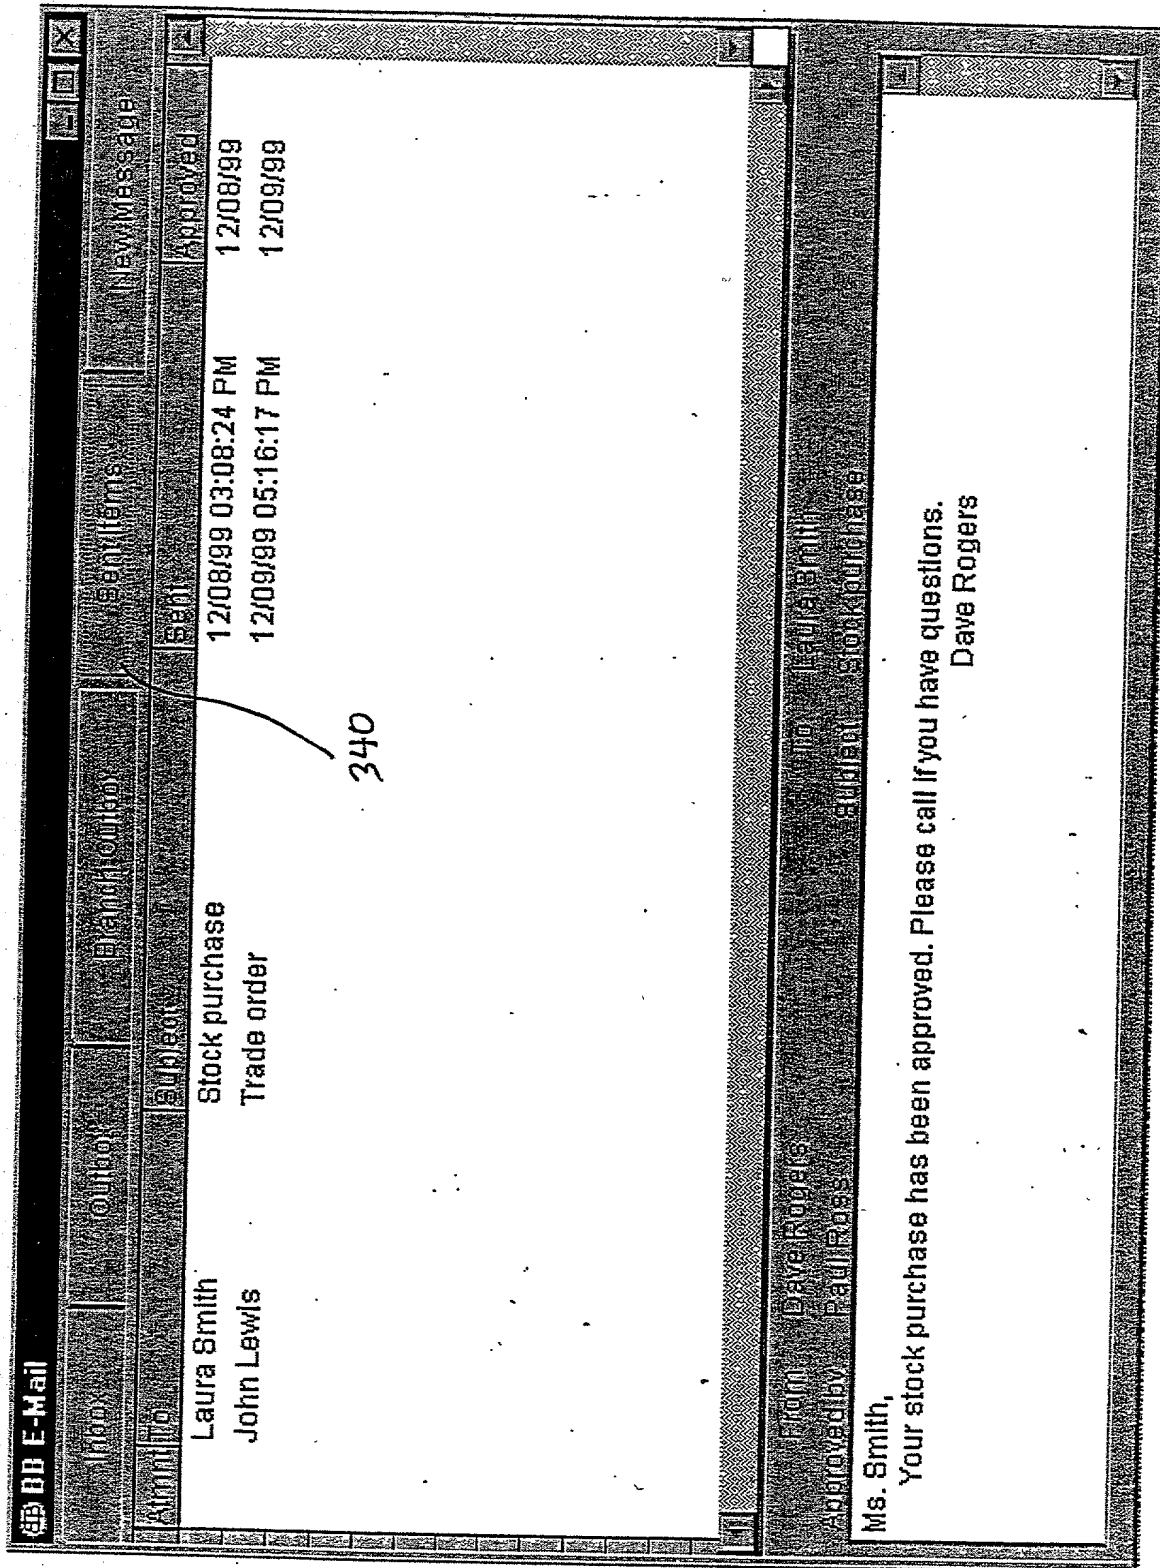 BB E-Mail
Inbox Outbox Branch Outbox Sent Items New Message
Atmnt To Subject Sent Approved
Laura Smith Stock purchase 12/08/99 03:08:24 PM 12/08/99
John Lewis Trade order 12/09/99 05:16:17 PM 12/09/99
340
From Dave Rogers To Laura Smith
Approved by Paul Ross Subject Stock purchase
Ms. Smith,
Your stock purchase has been approved. Please call if you have questions.
Dave Rogers